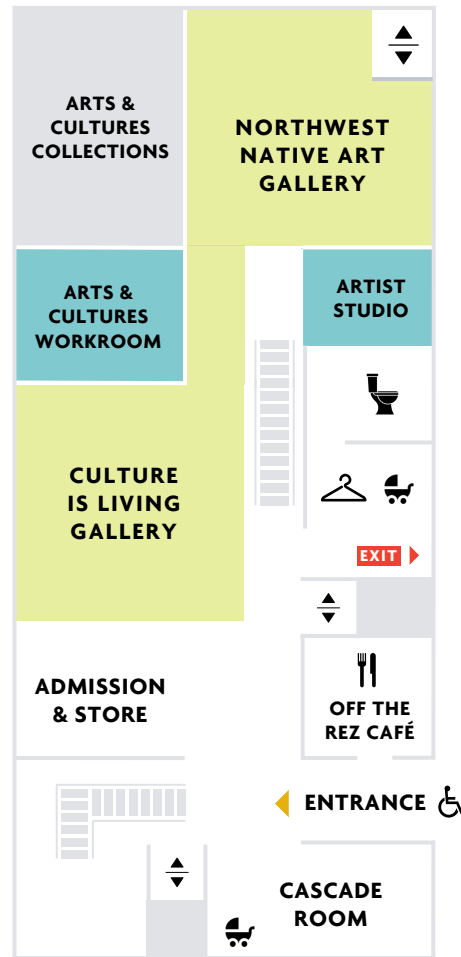 ARTS &
CULTURES
COLLECTIONS
NORTHWEST
NATIVE ART
GALLERY
ARTS &
CULTURES
WORKROOM
ARTIST
STUDIO
CULTURE
IS LIVING
GALLERY
EXIT
ADMISSION
& STORE
OFF THE
REZ CAFÉ
ENTRANCE
CASCADE
ROOM